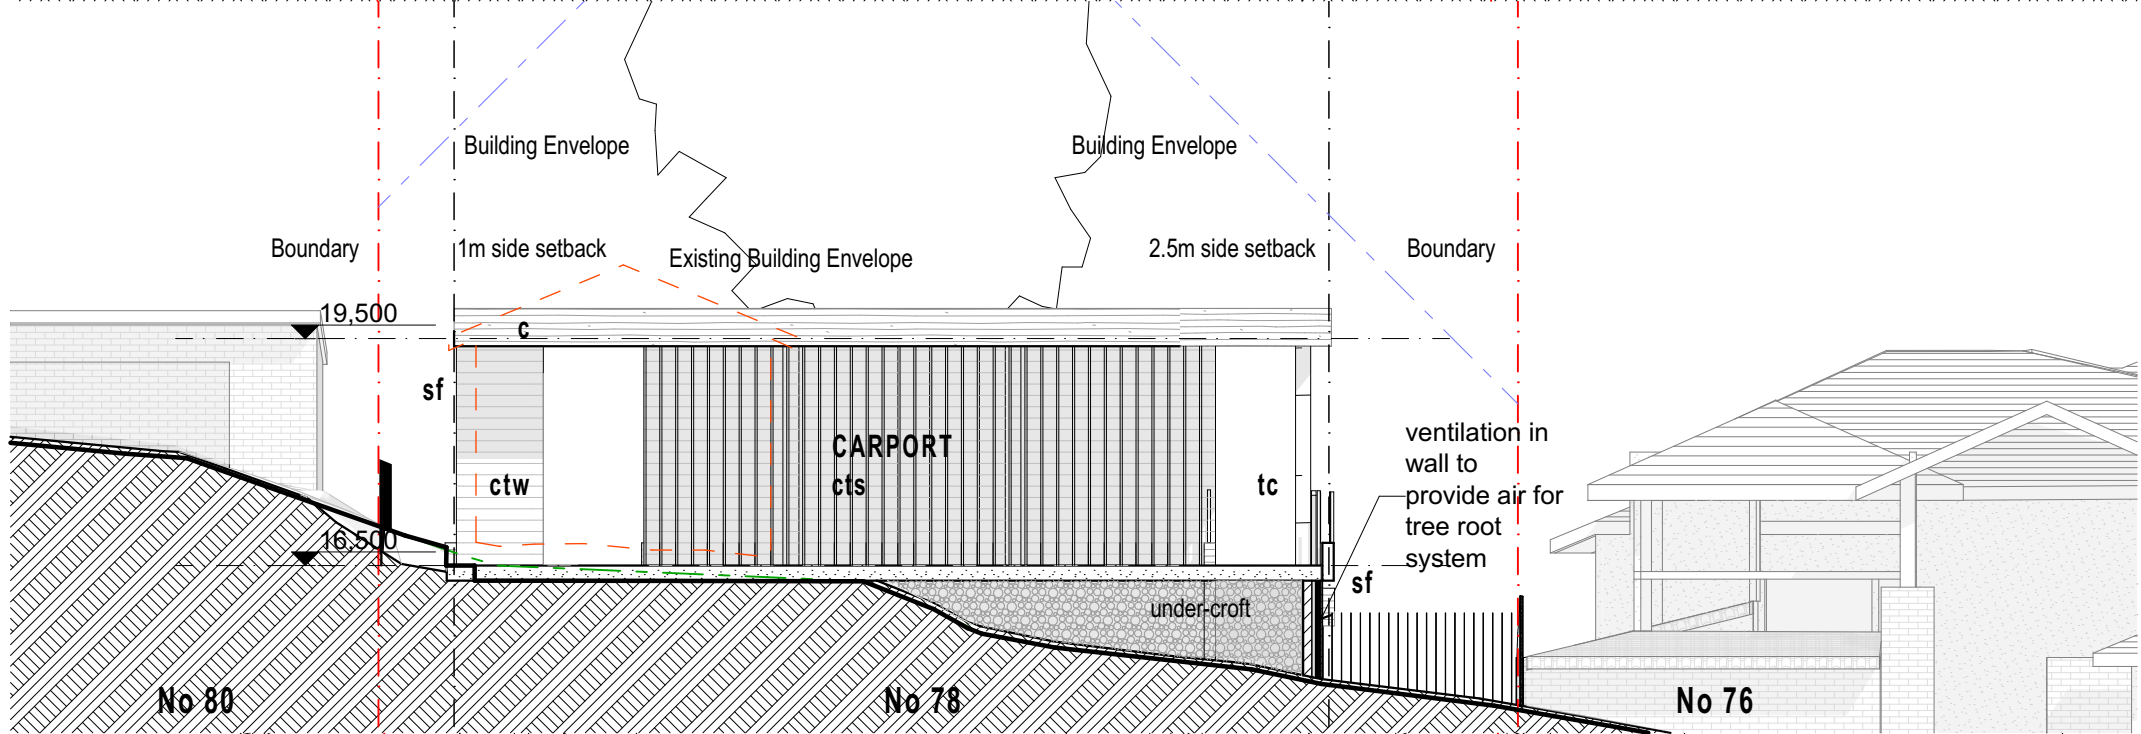 Building Envelope
Building Envelope
Boundary
1m side setback
Existing Building Envelope
2.5m side setback
Boundary
19,500
c
sf
CARPORT
cts
ctw
tc
ventilation in
wall to
provide air for
tree root
system
16,500
sf
under-croft
No 80
No 78
No 76